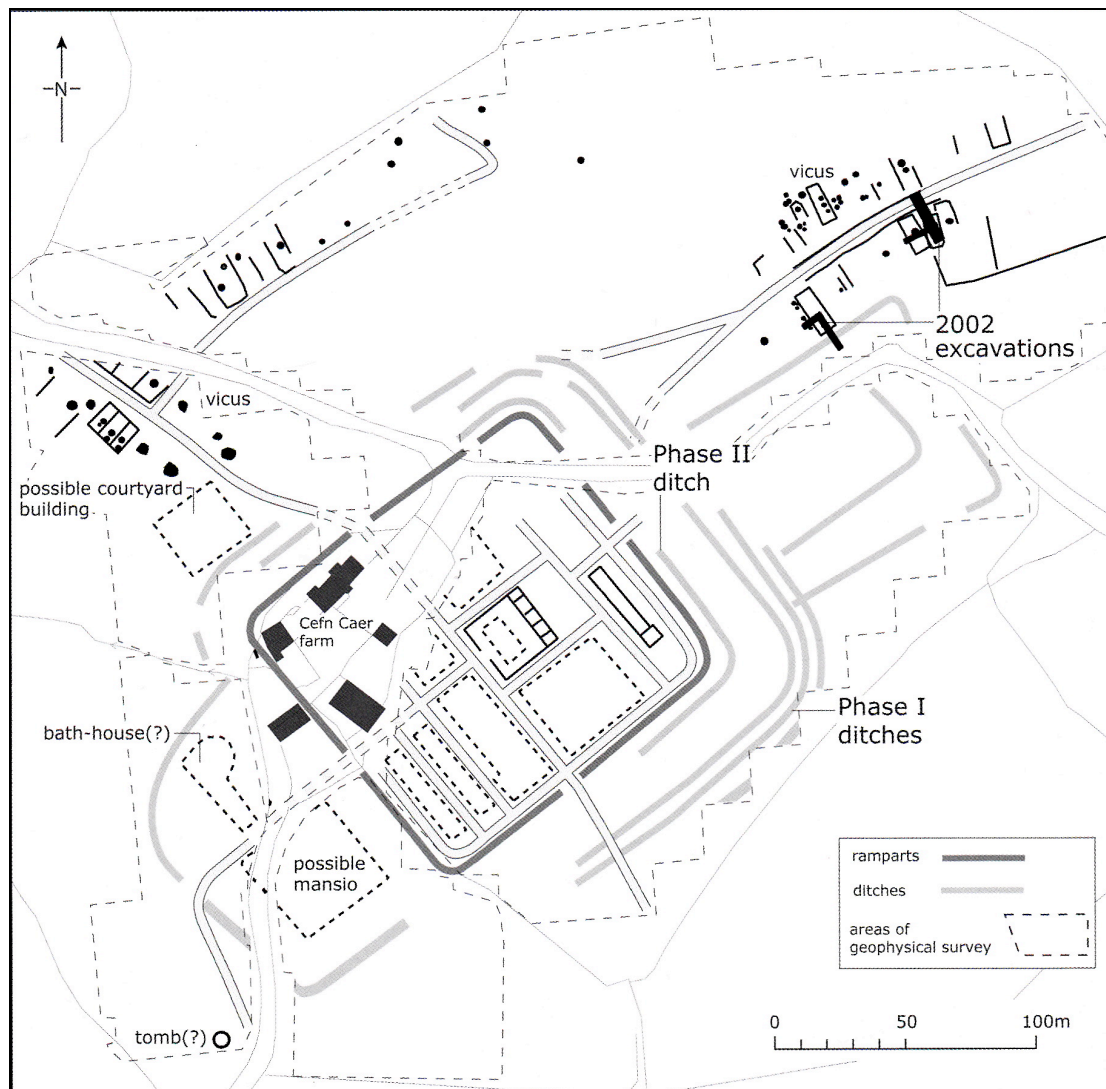 N
vicus
2002
excavations
vicus
Phase II
ditch
possible courtyard
building
Cefn Caer
farm
Phase I
ditches
bath-house(?)
possible
mansio
ramparts
ditches
areas of
geophysical survey
tomb(?)
0 50 100m